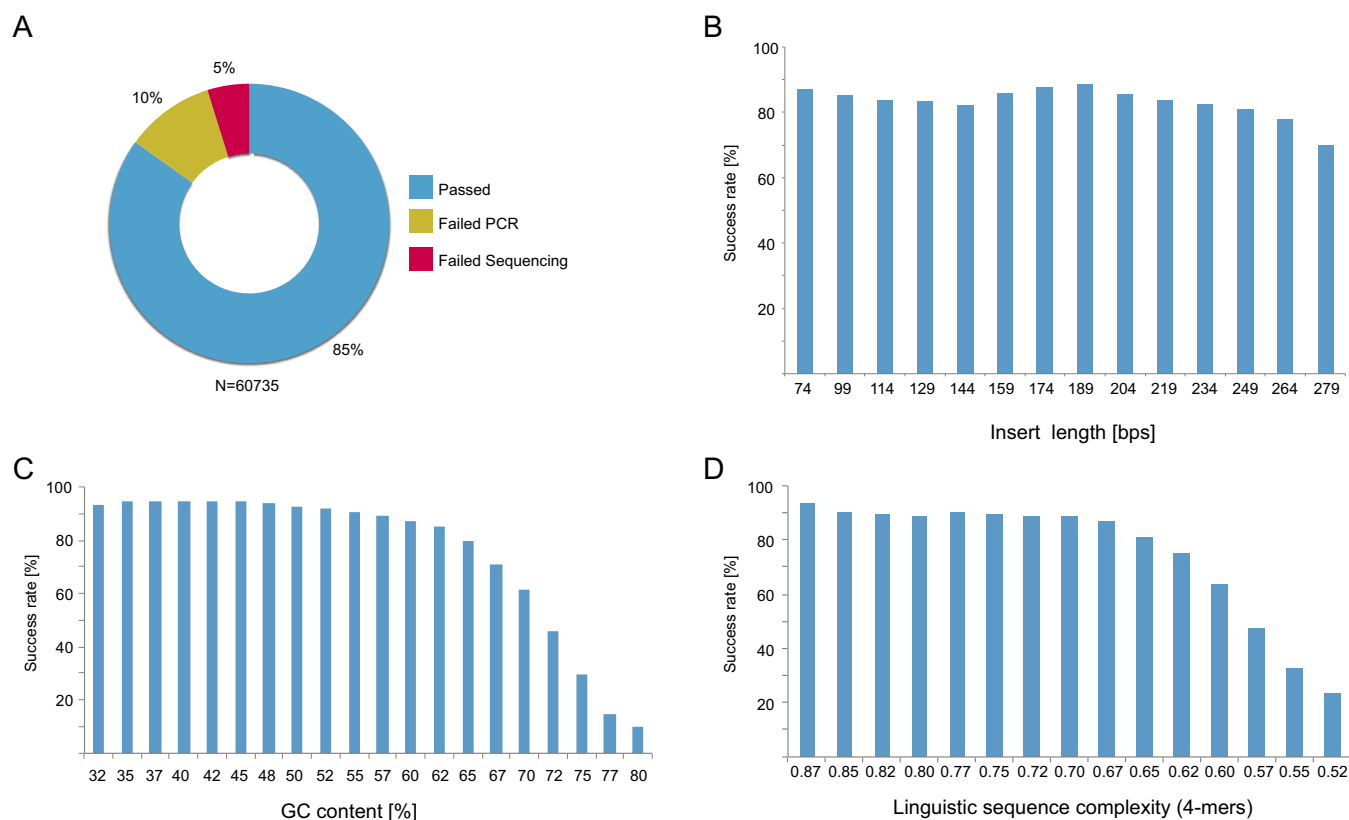 A
5%
10%
85%
N=60735
Passed
Failed PCR
Failed Sequencing
B
100
80
60
40
20
Success rate [%]
74 99 114 129 144 159 174 189 204 219 234 249 264 279
Insert length [bps]
C
100
80
60
40
20
Success rate [%]
32 35 37 40 42 45 48 50 52 55 57 60 62 65 67 70 72 75 77 80
GC content [%]
D
100
80
60
40
20
Success rate [%]
0.87 0.85 0.82 0.80 0.77 0.75 0.72 0.70 0.67 0.65 0.62 0.60 0.57 0.55 0.52
Linguistic sequence complexity (4-mers)